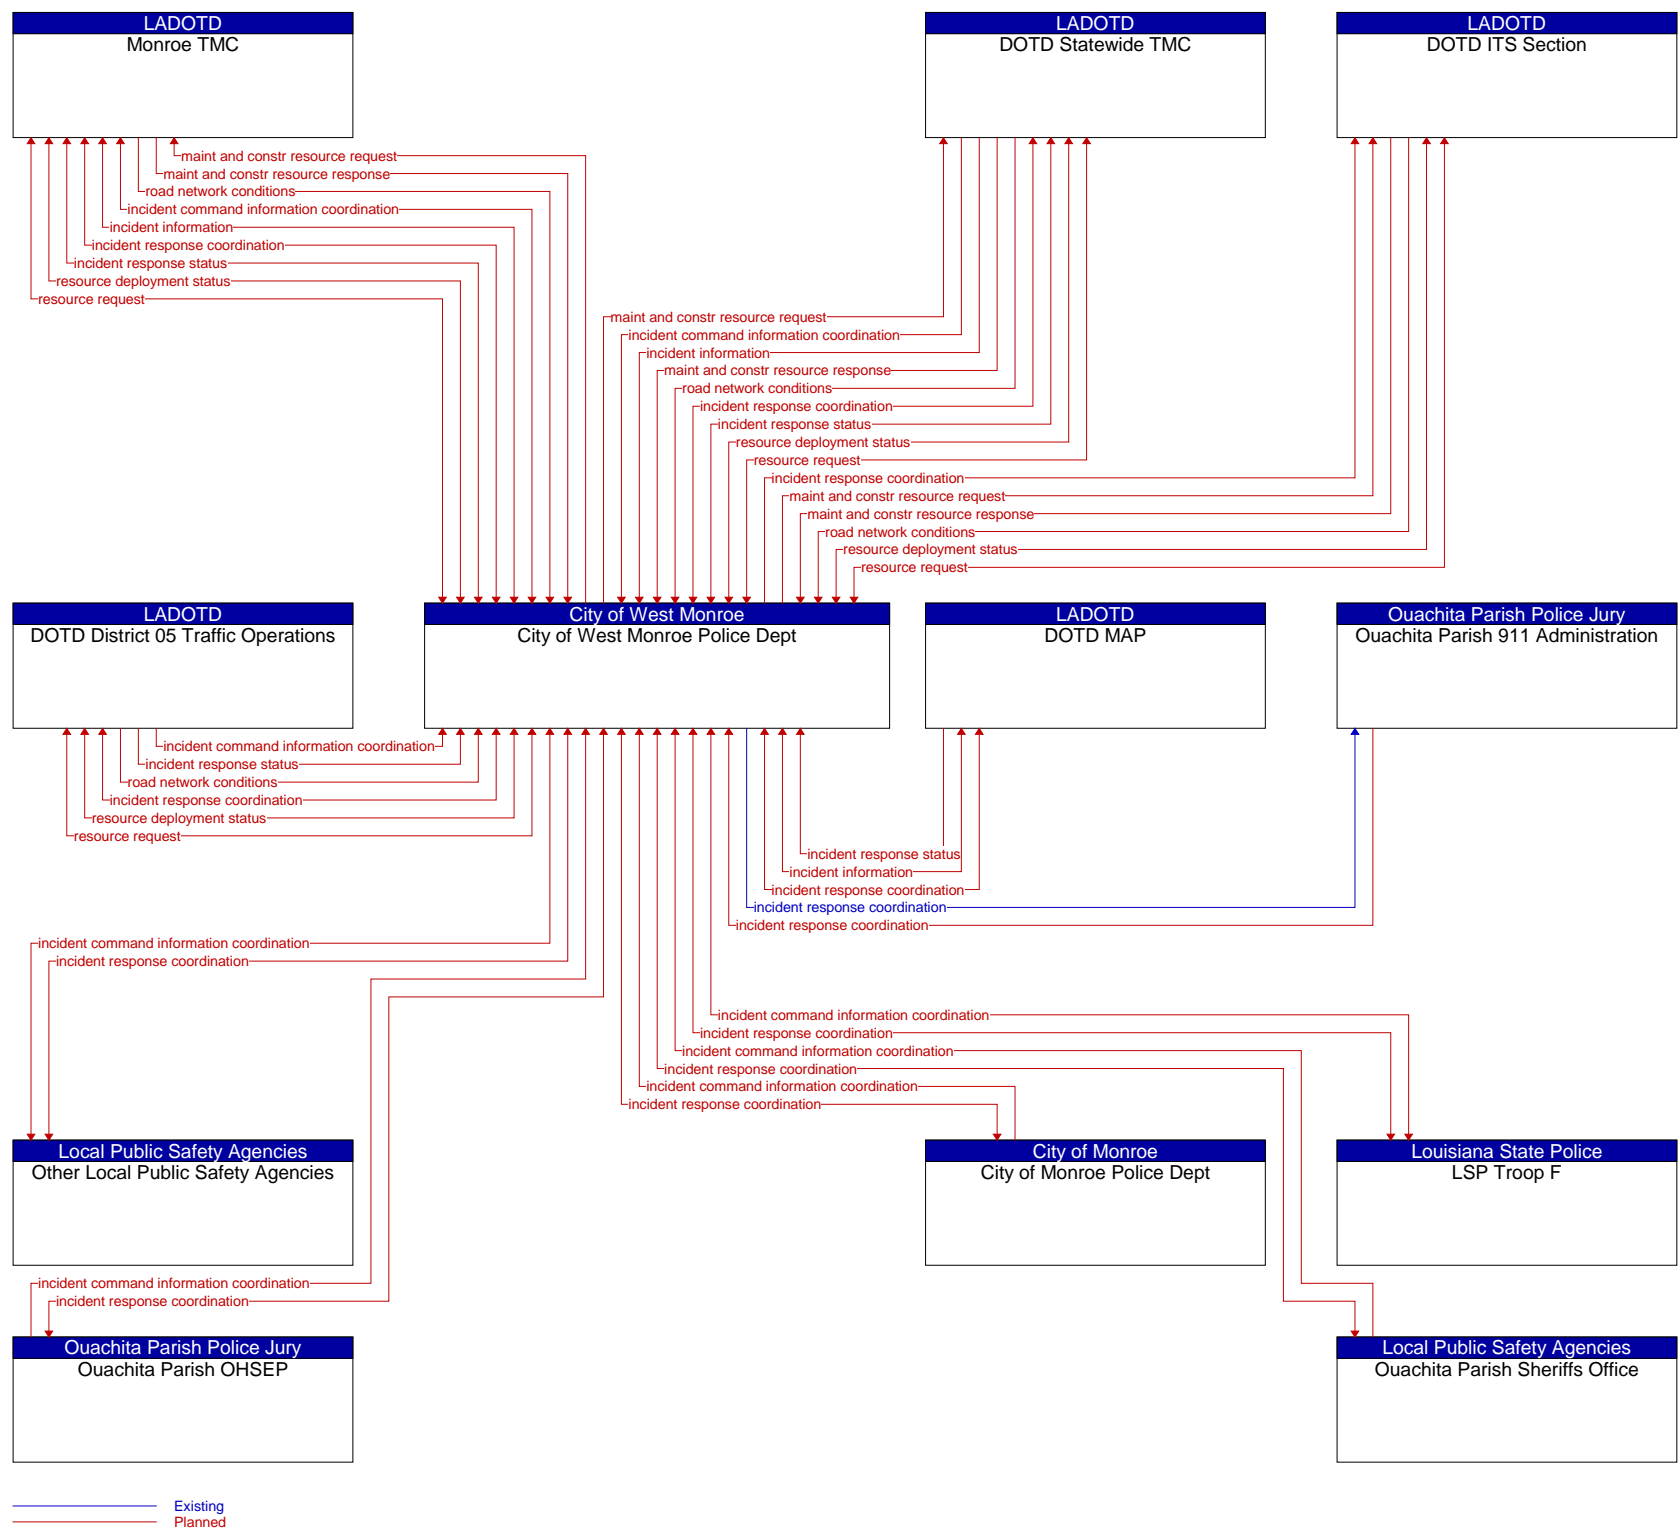 LADOTD
Monroe TMC
LADOTD
DOTD Statewide TMC
LADOTD
DOTD ITS Section
maint and constr resource request
maint and constr resource response
road network conditions
incident command information coordination
incident information
incident response coordination
incident response status
resource deployment status
resource request
maint and constr resource request
incident command information coordination
incident information
maint and constr resource response
road network conditions
incident response coordination
incident response status
resource deployment status
resource request
incident response coordination
maint and constr resource request
maint and constr resource response
road network conditions
resource deployment status
resource request
LADOTD
DOTD District 05 Traffic Operations
City of West Monroe
City of West Monroe Police Dept
LADOTD
DOTD MAP
Ouachita Parish Police Jury
Ouachita Parish 911 Administration
incident command information coordination
incident response status
road network conditions
incident response coordination
resource deployment status
resource request
incident response status
incident information
incident response coordination
incident response coordination
incident response coordination
incident command information coordination
incident response coordination
incident command information coordination
incident response coordination
incident command information coordination
incident response coordination
incident command information coordination
incident response coordination
Local Public Safety Agencies
Other Local Public Safety Agencies
City of Monroe
City of Monroe Police Dept
Louisiana State Police
LSP Troop F
incident command information coordination
incident response coordination
Ouachita Parish Police Jury
Ouachita Parish OHSEP
Local Public Safety Agencies
Ouachita Parish Sheriffs Office
Existing
Planned